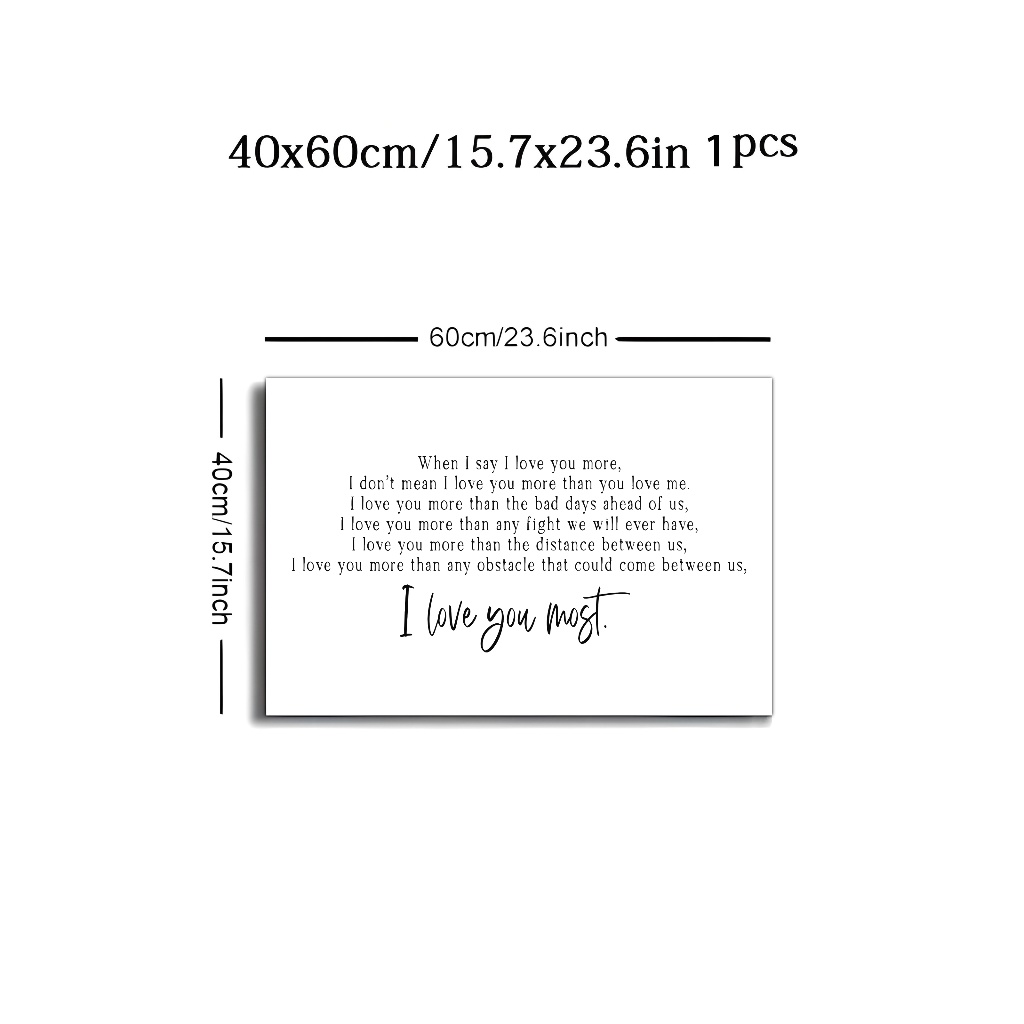 40x60cm/15.7x23.6in 1pcs
60cm/23.6inch
40cm/15.7inch
When I say I love you more,
I don't mean I love you more than you love me.
I love you more than the bad days ahead of us,
I love you more than any fight we will ever have,
I love you more than the distance between us,
I love you more than any obstacle that could come between us,
I love you most.